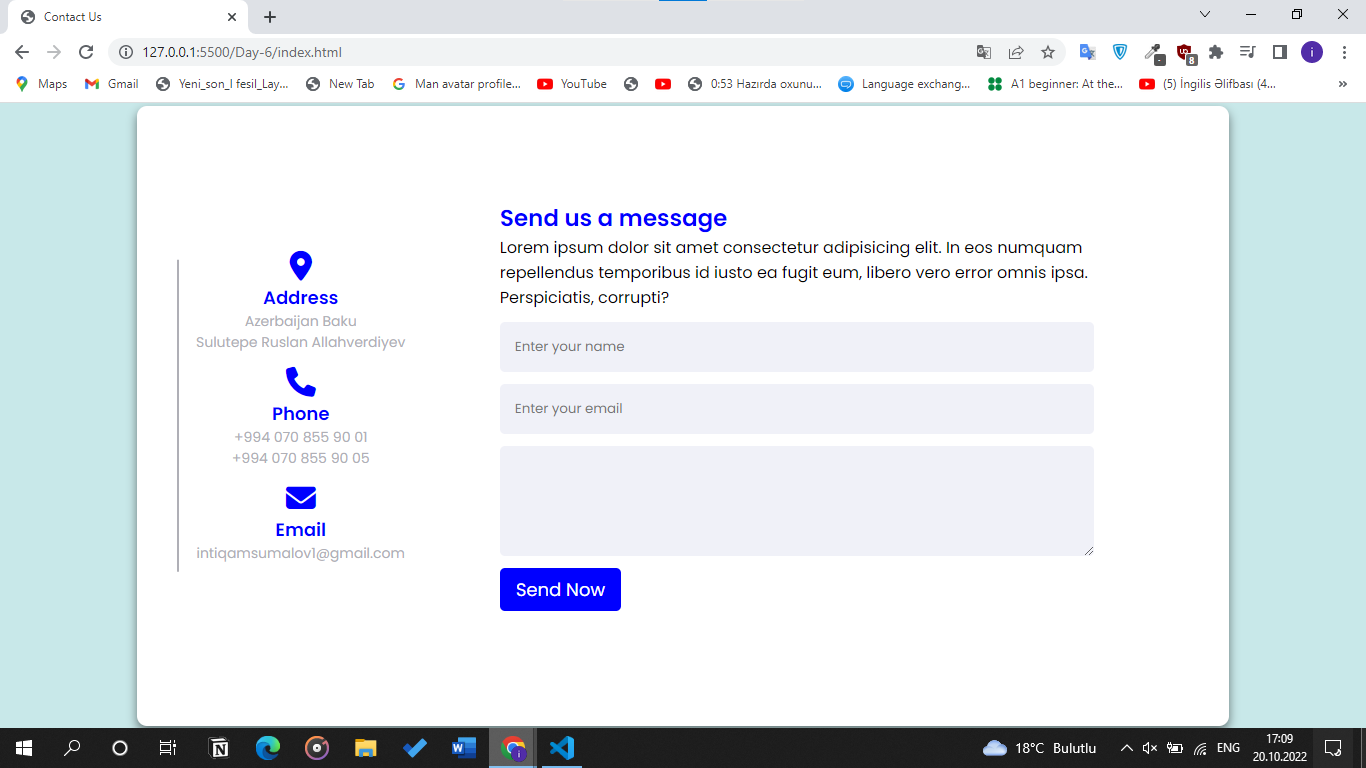 Contact Us
127.0.0.1:5500/Day-6/index.html
8
i
Maps
Gmail
Yeni_son_I fesil_Lay...
New Tab
Man avatar profile...
YouTube
0:53 Hazırda oxunu...
Language exchang...
A1 beginner: At the...
(5) İngilis Əlifbası (4...
»
Address
Azerbaijan Baku
Sulutepe Ruslan Allahverdiyev
Phone
+994 070 855 90 01
+994 070 855 90 05
Email
intiqamsumalov1@gmail.com
Send us a message
Lorem ipsum dolor sit amet consectetur adipisicing elit. In eos numquam
repellendus temporibus id iusto ea fugit eum, libero vero error omnis ipsa.
Perspiciatis, corrupti?
Enter your name
Enter your email
Send Now
18°C Bulutlu
ENG
17:09
20.10.2022